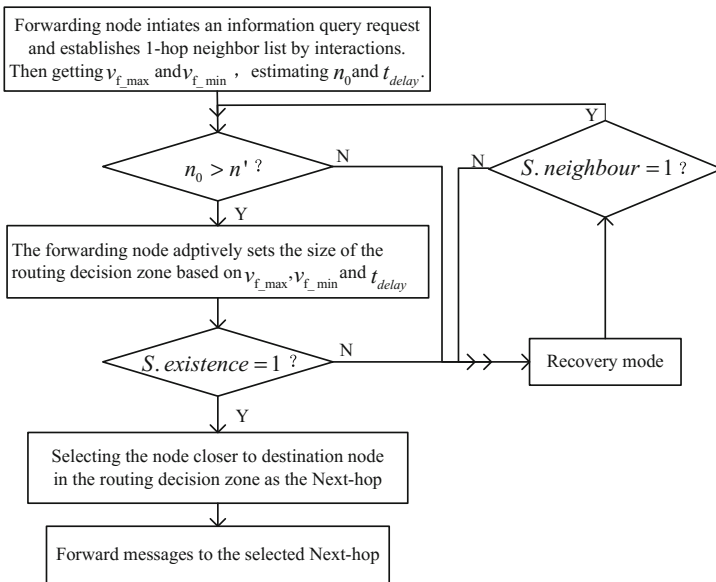 Forwarding node intiates an information query request
and establishes 1-hop neighbor list by interactions.
Then getting v_f_max and v_f_min , estimating n_0 and t_delay.
Y
n_0 > n' ?
N
N
S. neighbour = 1 ?
Y
The forwarding node adptively sets the size of the
routing decision zone based on v_f_max, v_f_min and t_delay
S. existence = 1 ?
N
Recovery mode
Y
Selecting the node closer to destination node
in the routing decision zone as the Next-hop
Forward messages to the selected Next-hop